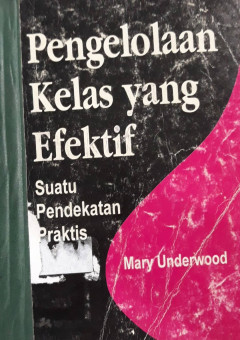 Pengelolaan
Kelas yang
Efektif
Suatu
Pendekatan
Praktis
Mary Underwood